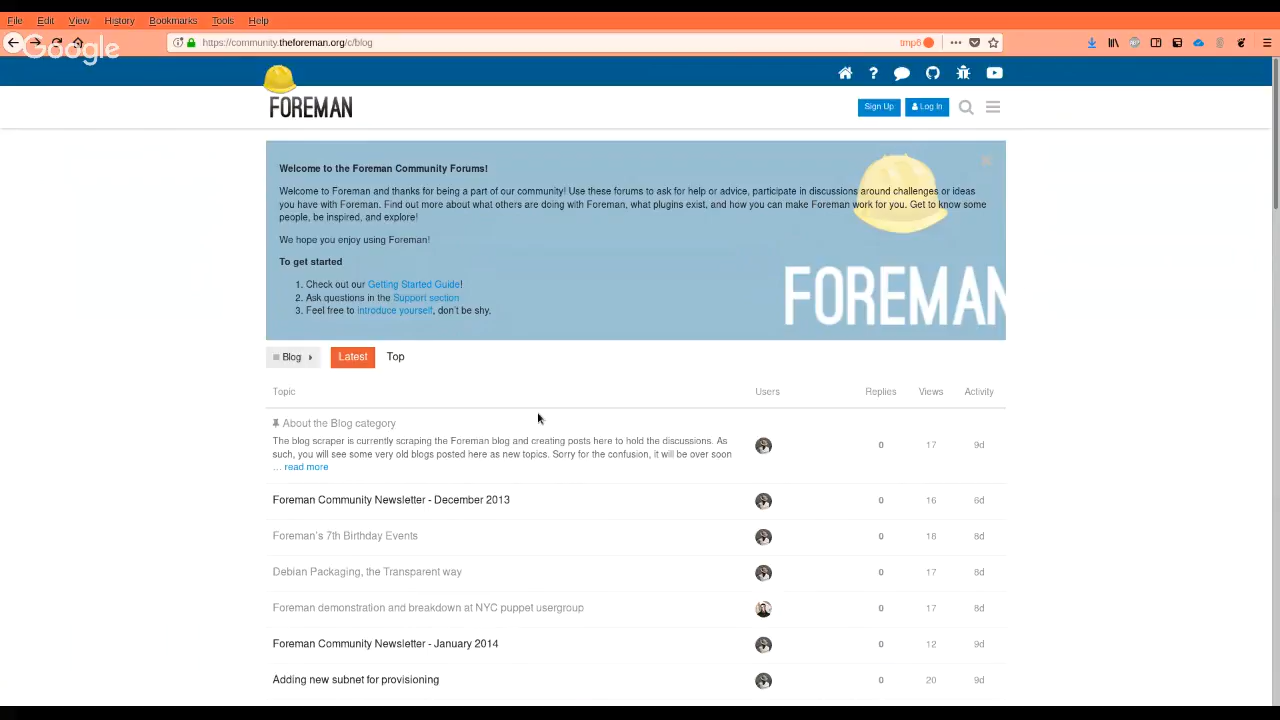 File Edit View History Bookmarks Tools Help
Google
https://community.theforeman.org/c/blog
tmp6
FOREMAN
Sign Up
Log In
Welcome to the Foreman Community Forums!
Welcome to Foreman and thanks for being a part of our community! Use these forums to ask for help or advice, participate in discussions around challenges or ideas
you have with Foreman. Find out more about what others are doing with Foreman, what plugins exist, and how you can make Foreman work for you. Get to know some
people, be inspired, and explore!
We hope you enjoy using Foreman!
To get started
1. Check out our Getting Started Guide!
2. Ask questions in the Support section
3. Feel free to introduce yourself, don't be shy.
FOREMAN
Blog
Latest
Top
Topic Users Replies Views Activity
About the Blog category
The blog scraper is currently scraping the Foreman blog and creating posts here to hold the discussions. As
such, you will see some very old blogs posted here as new topics. Sorry for the confusion, it will be over soon
… read more
0 17 9d
Foreman Community Newsletter - December 2013 0 16 6d
Foreman's 7th Birthday Events 0 18 8d
Debian Packaging, the Transparent way 0 17 8d
Foreman demonstration and breakdown at NYC puppet usergroup 0 17 8d
Foreman Community Newsletter - January 2014 0 12 9d
Adding new subnet for provisioning 0 20 9d